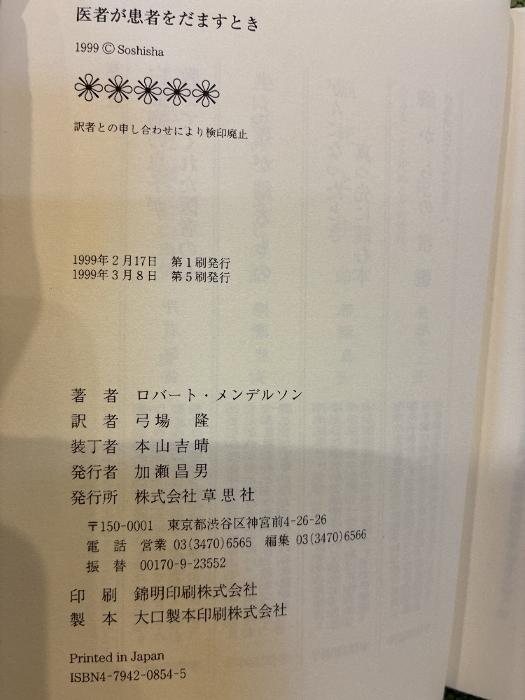 医者が患者をだますとき
1999 © Soshisha
訳者との申し合わせにより検印廃止
1999年2月17日 第1刷発行
1999年3月8日 第5刷発行
著者 ロバート・メンデルソン
訳者 弓場 隆
装丁者 本山吉晴
発行者 加瀬昌男
発行所 株式会社草思社
〒150-0001 東京都渋谷区神宮前4-26-26
電話 営業 03(3470)6565 編集 03(3470)6566
振替 00170-9-23552
印刷 錦明印刷株式会社
製本 大口製本印刷株式会社
Printed in Japan
ISBN4-7942-0854-5